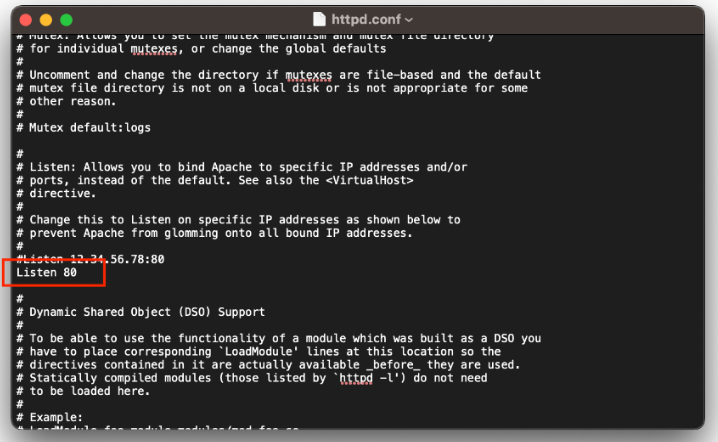 httpd.conf
# Mutex: Allows you to set the mutex mechanism and mutex file directory
# for individual mutexes, or change the global defaults
#
# Uncomment and change the directory if mutexes are file-based and the default
# mutex file directory is not on a local disk or is not appropriate for some
# other reason.
#
# Mutex default:logs
#
# Listen: Allows you to bind Apache to specific IP addresses and/or
# ports, instead of the default. See also the <VirtualHost>
# directive.
#
# Change this to Listen on specific IP addresses as shown below to
# prevent Apache from glomming onto all bound IP addresses.
#
#Listen 12.34.56.78:80
Listen 80
#
# Dynamic Shared Object (DSO) Support
#
# To be able to use the functionality of a module which was built as a DSO you
# have to place corresponding `LoadModule' lines at this location so the
# directives contained in it are actually available _before_ they are used.
# Statically compiled modules (those listed by `httpd -l') do not need
# to be loaded here.
#
# Example:
# LoadModule foo_module modules/mod_foo.so